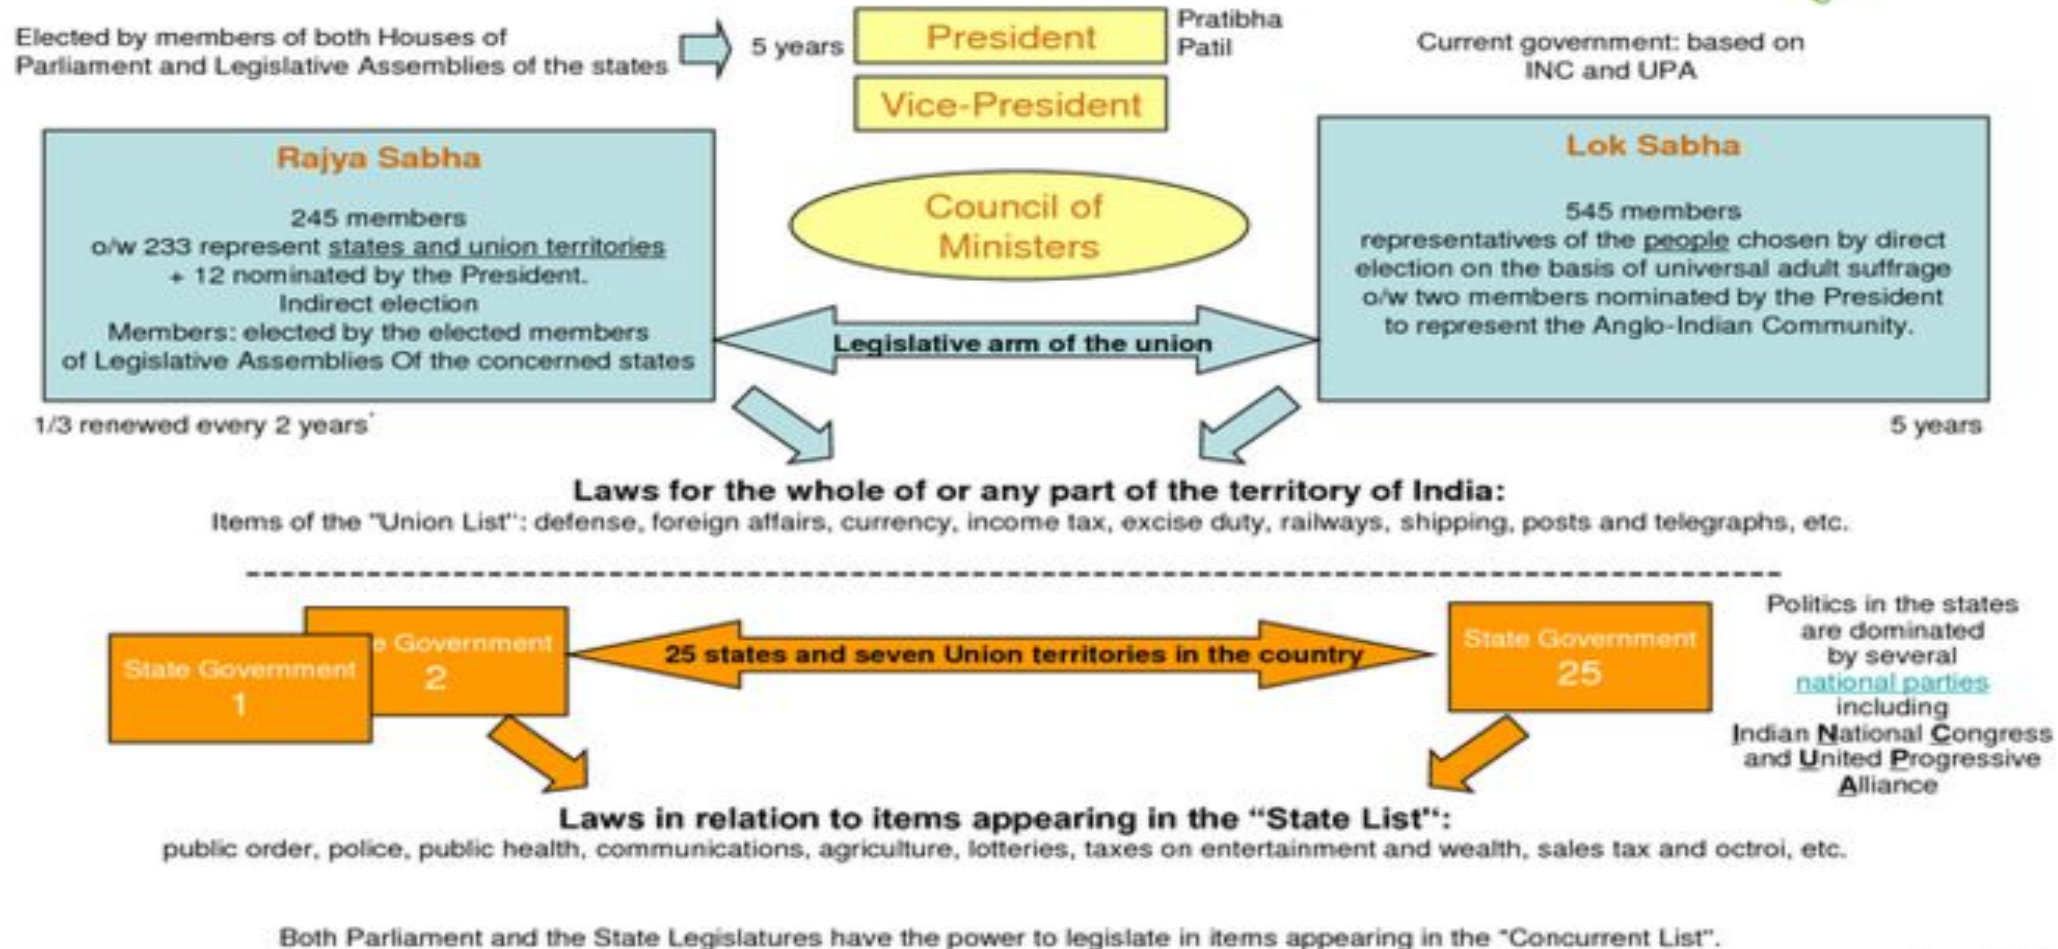 Elected by members of both Houses of
Parliament and Legislative Assemblies of the states
5 years
President
Pratibha
Patil
Vice-President
Current government: based on
INC and UPA
Rajya Sabha
245 members
o/w 233 represent states and union territories
+ 12 nominated by the President.
Indirect election
Members: elected by the elected members
of Legislative Assemblies Of the concerned states
1/3 renewed every 2 years
Council of
Ministers
Legislative arm of the union
Lok Sabha
545 members
representatives of the people chosen by direct
election on the basis of universal adult suffrage
o/w two members nominated by the President
to represent the Anglo-Indian Community.
5 years
Laws for the whole of or any part of the territory of India:
Items of the "Union List": defense, foreign affairs, currency, income tax, excise duty, railways, shipping, posts and telegraphs, etc.
State Government
1
e Government
2
25 states and seven Union territories in the country
State Government
25
Politics in the states
are dominated
by several
national parties
including
Indian National Congress
and United Progressive
Alliance
Laws in relation to items appearing in the “State List":
public order, police, public health, communications, agriculture, lotteries, taxes on entertainment and wealth, sales tax and octroi, etc.
Both Parliament and the State Legislatures have the power to legislate in items appearing in the "Concurrent List".